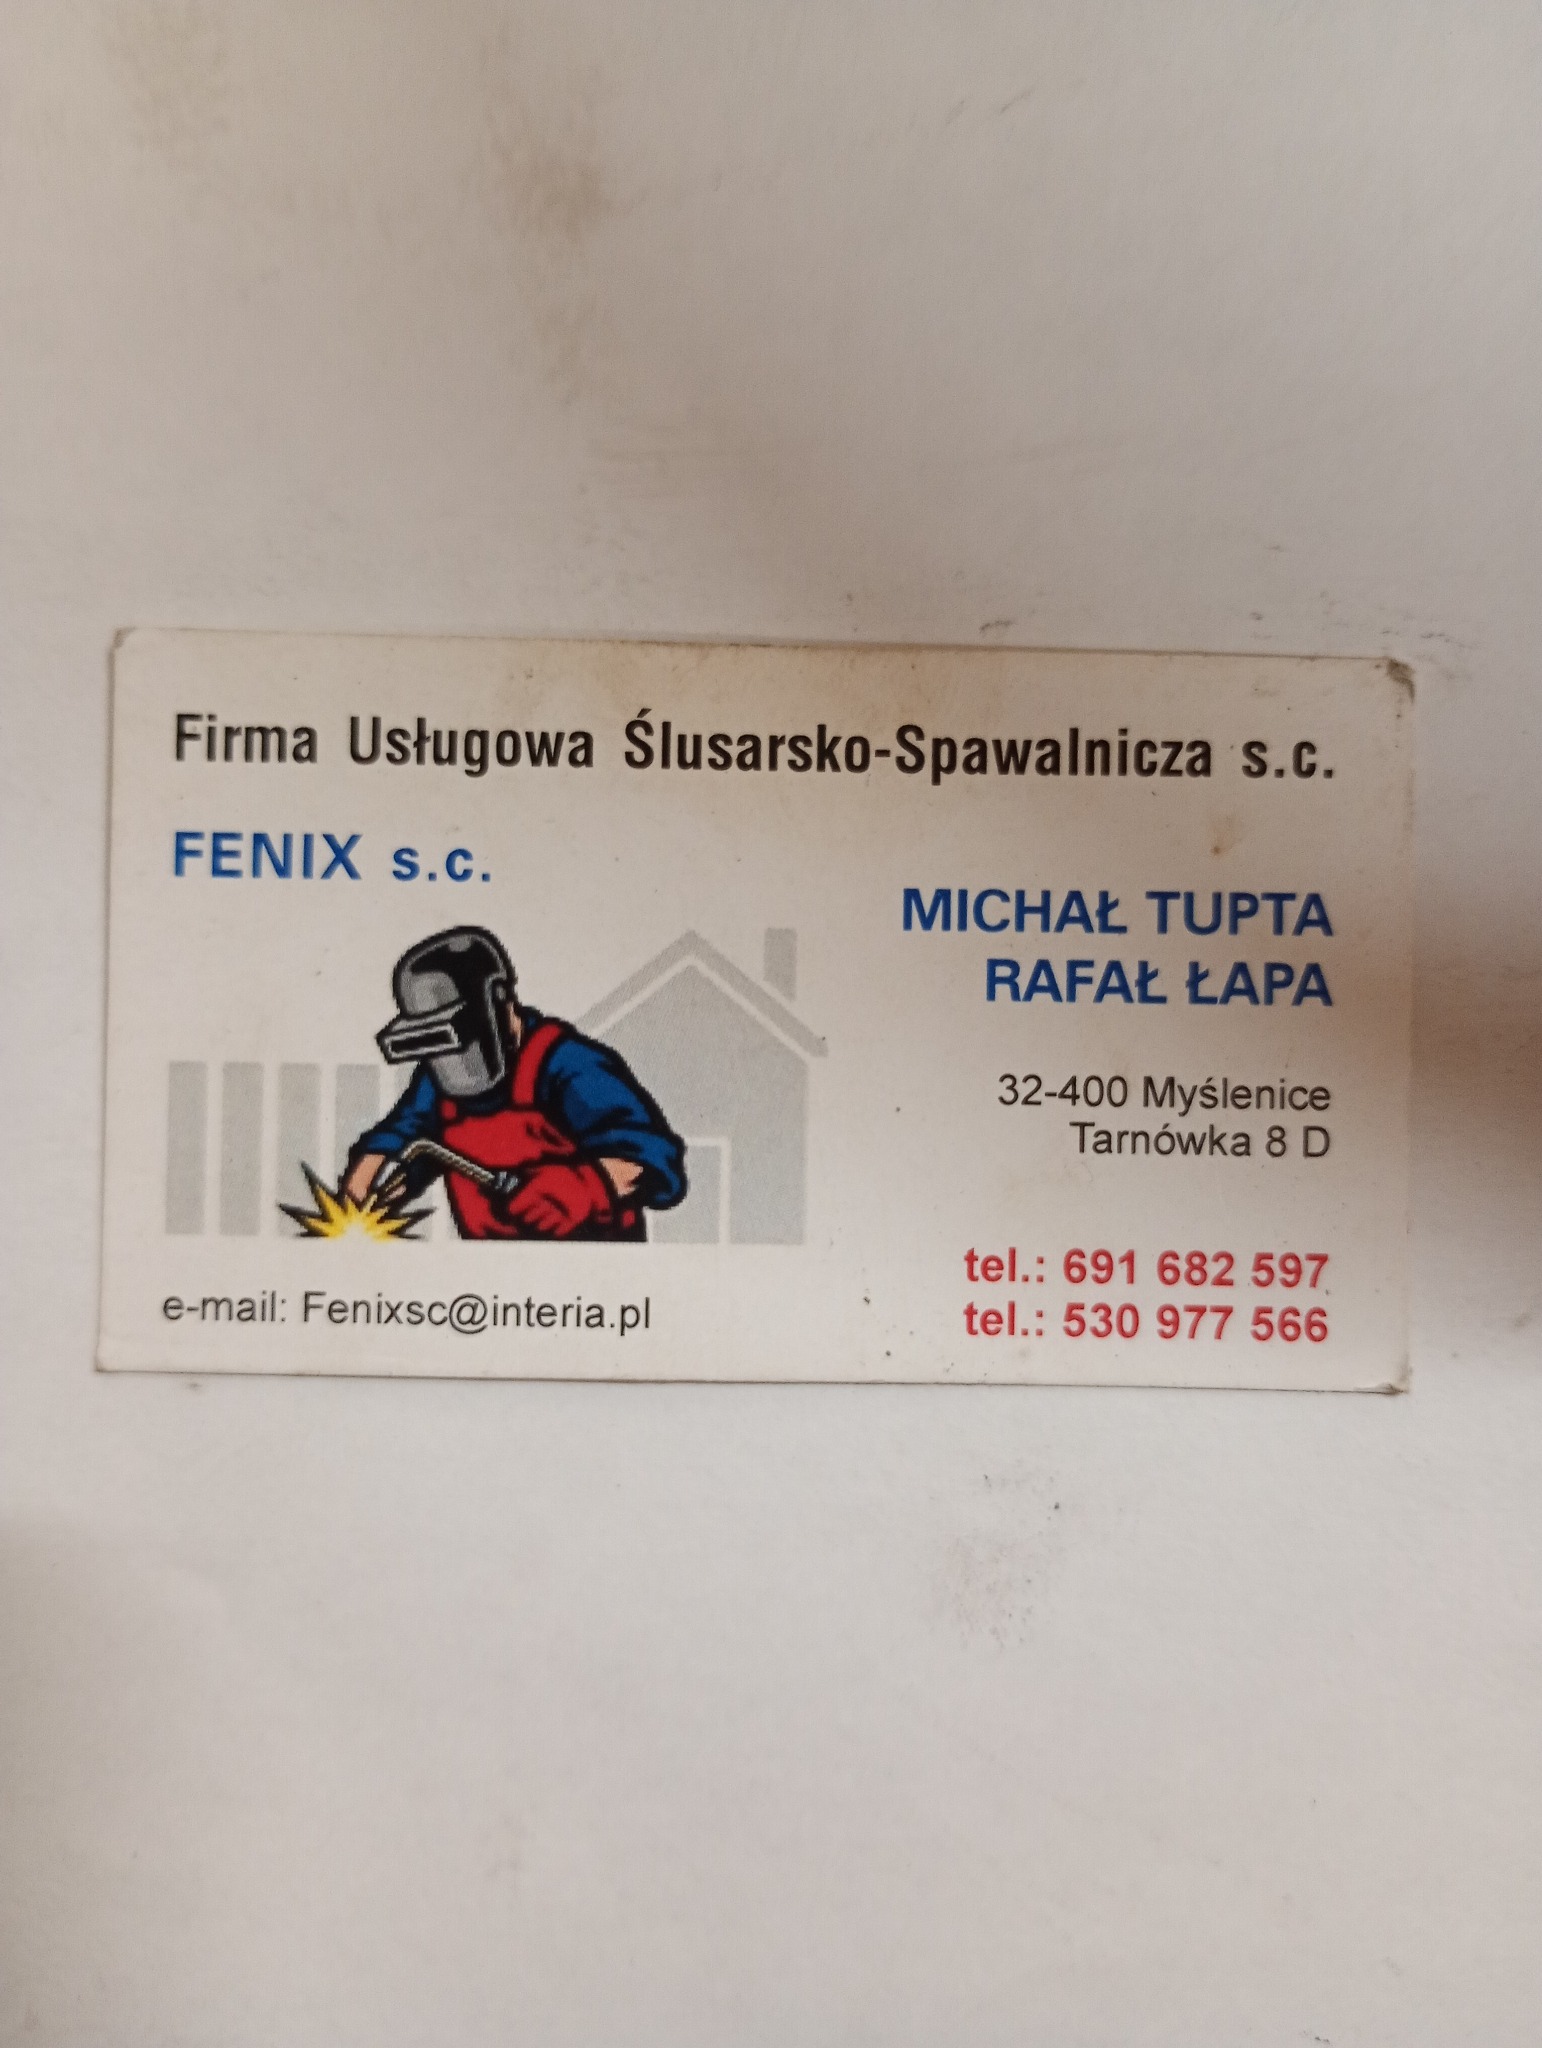 Firma Usługowa Ślusarsko-Spawalnicza s.c.
FENIX s.c.
MICHAŁ TUPTA
RAFAŁ ŁAPA
32-400 Myślenice
Tarnówka 8 D
tel.: 691 682 597
tel.: 530 977 566
e-mail: Fenixsc@interia.pl